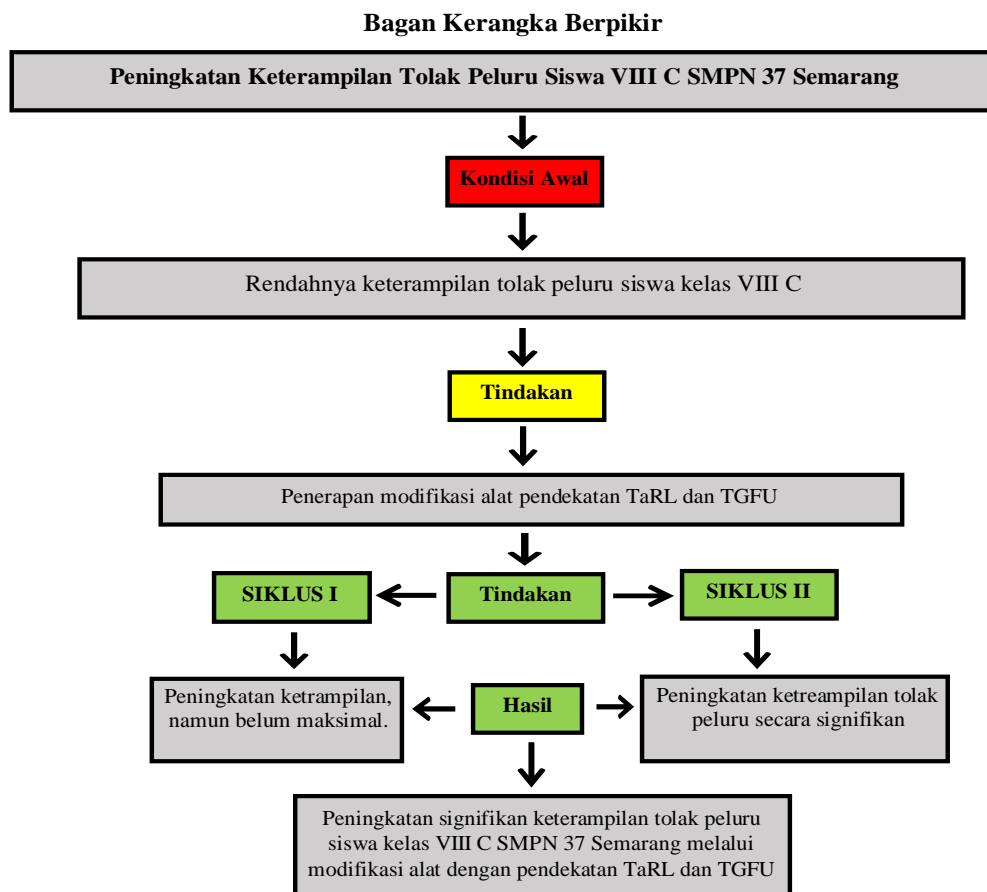 Bagan Kerangka Berpikir
Peningkatan Keterampilan Tolak Peluru Siswa VIII C SMPN 37 Semarang
Kondisi Awal
Rendahnya keterampilan tolak peluru siswa kelas VIII C
Tindakan
Penerapan modifikasi alat pendekatan TaRL dan TGFU
SIKLUS I
Tindakan
SIKLUS II
Peningkatan ketrampilan,
namun belum maksimal.
Hasil
Peningkatan ketreampilan tolak
peluru secara signifikan
Peningkatan signifikan keterampilan tolak peluru
siswa kelas VIII C SMPN 37 Semarang melalui
modifikasi alat dengan pendekatan TaRL dan TGFU